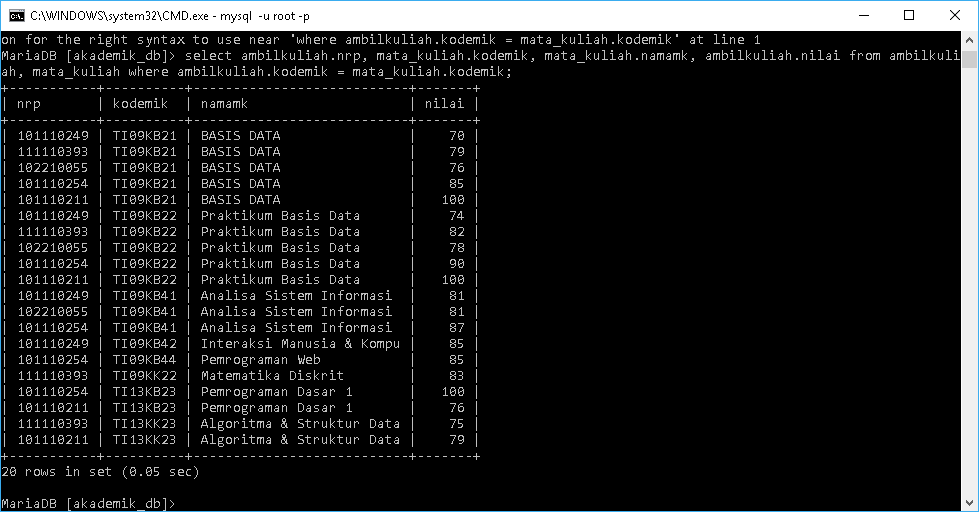 C:\WINDOWS\system32\CMD.exe - mysql  -u root -p
on for the right syntax to use near 'where ambilkuliah.kodemik = mata_kuliah.kodemik' at line 1
MariaDB [akademik_db]> select ambilkuliah.nrp, mata_kuliah.kodemik, mata_kuliah.namamk, ambilkuliah.nilai from ambilkuli
ah, mata_kuliah where ambilkuliah.kodemik = mata_kuliah.kodemik;
+-----------+----------+---------------------------+-------+
| nrp       | kodemik  | namamk                    | nilai |
+-----------+----------+---------------------------+-------+
| 101110249 | TI09KB21 | BASIS DATA                |    70 |
| 111110393 | TI09KB21 | BASIS DATA                |    79 |
| 102210055 | TI09KB21 | BASIS DATA                |    76 |
| 101110254 | TI09KB21 | BASIS DATA                |    85 |
| 101110211 | TI09KB21 | BASIS DATA                |   100 |
| 101110249 | TI09KB22 | Praktikum Basis Data      |    74 |
| 111110393 | TI09KB22 | Praktikum Basis Data      |    82 |
| 102210055 | TI09KB22 | Praktikum Basis Data      |    78 |
| 101110254 | TI09KB22 | Praktikum Basis Data      |    90 |
| 101110211 | TI09KB22 | Praktikum Basis Data      |   100 |
| 101110249 | TI09KB41 | Analisa Sistem Informasi  |    81 |
| 102210055 | TI09KB41 | Analisa Sistem Informasi  |    81 |
| 101110254 | TI09KB41 | Analisa Sistem Informasi  |    87 |
| 101110249 | TI09KB42 | Interaksi Manusia & Kompu |    85 |
| 101110254 | TI09KB44 | Pemrograman Web           |    85 |
| 111110393 | TI09KK22 | Matematika Diskrit        |    83 |
| 101110254 | TI13KB23 | Pemrograman Dasar 1       |   100 |
| 101110211 | TI13KB23 | Pemrograman Dasar 1       |    76 |
| 111110393 | TI13KK23 | Algoritma & Struktur Data |    75 |
| 101110211 | TI13KK23 | Algoritma & Struktur Data |    79 |
+-----------+----------+---------------------------+-------+
20 rows in set (0.05 sec)
MariaDB [akademik_db]>